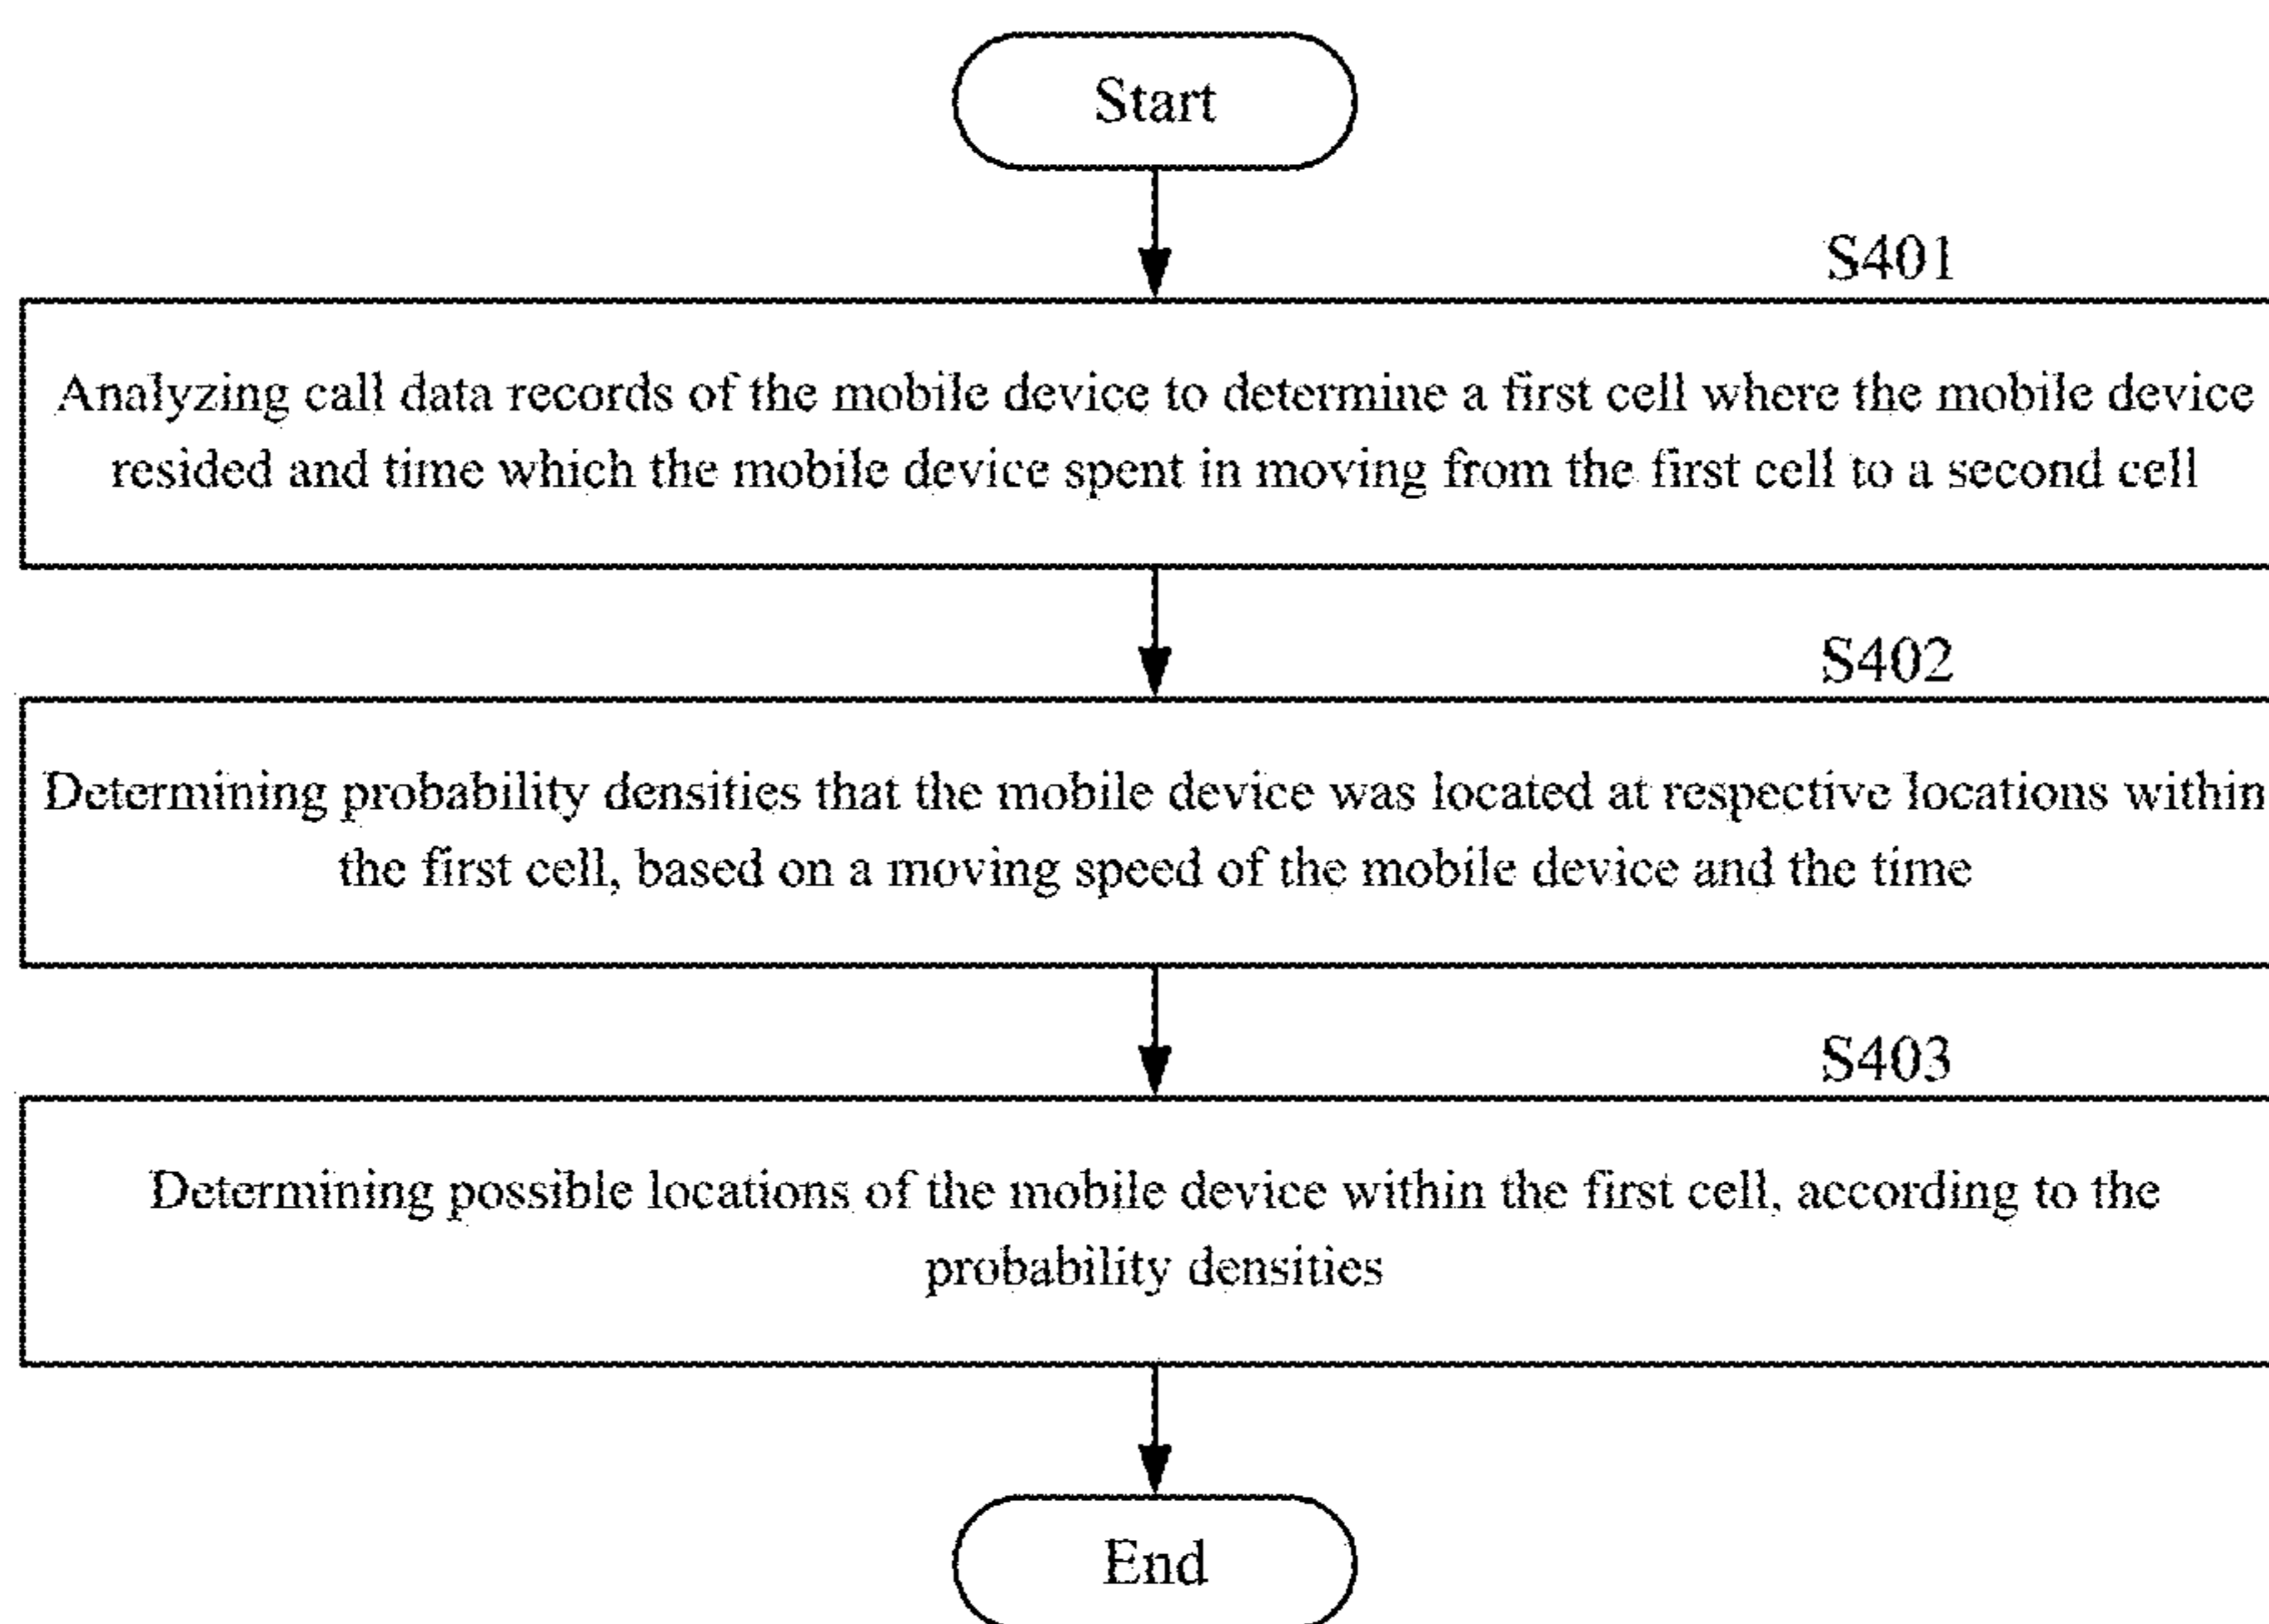 Start
S401
Analyzing call data records of the mobile device to determine a first cell where the mobile device
resided and time which the mobile device spent in moving from the first cell to a second cell
S402
Determining probability densities that the mobile device was located at respective locations within
the first cell, based on a moving speed of the mobile device and the time
S403
Determining possible locations of the mobile device within the first cell, according to the
probability densities
End